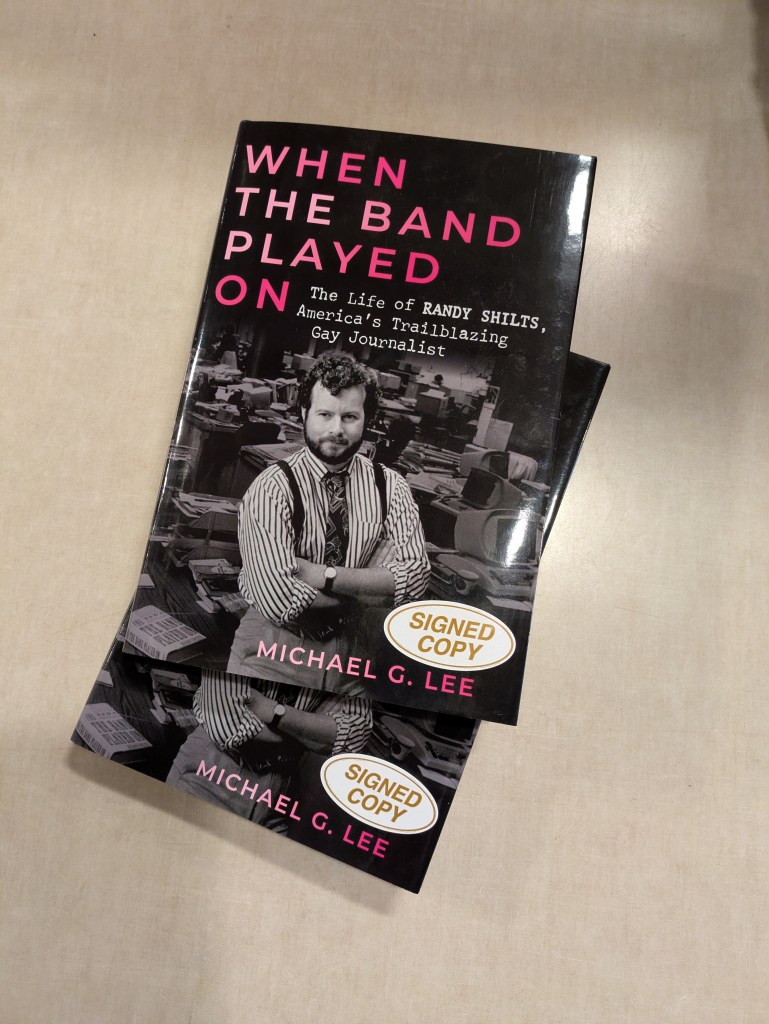 WHEN
THE BAND
PLAYED
ON
The Life of RANDY SHILTS,
America's Trailblazing
Gay Journalist
SIGNED
COPY
MICHAEL G. LEE
SIGNED
COPY
MICHAEL G. LEE